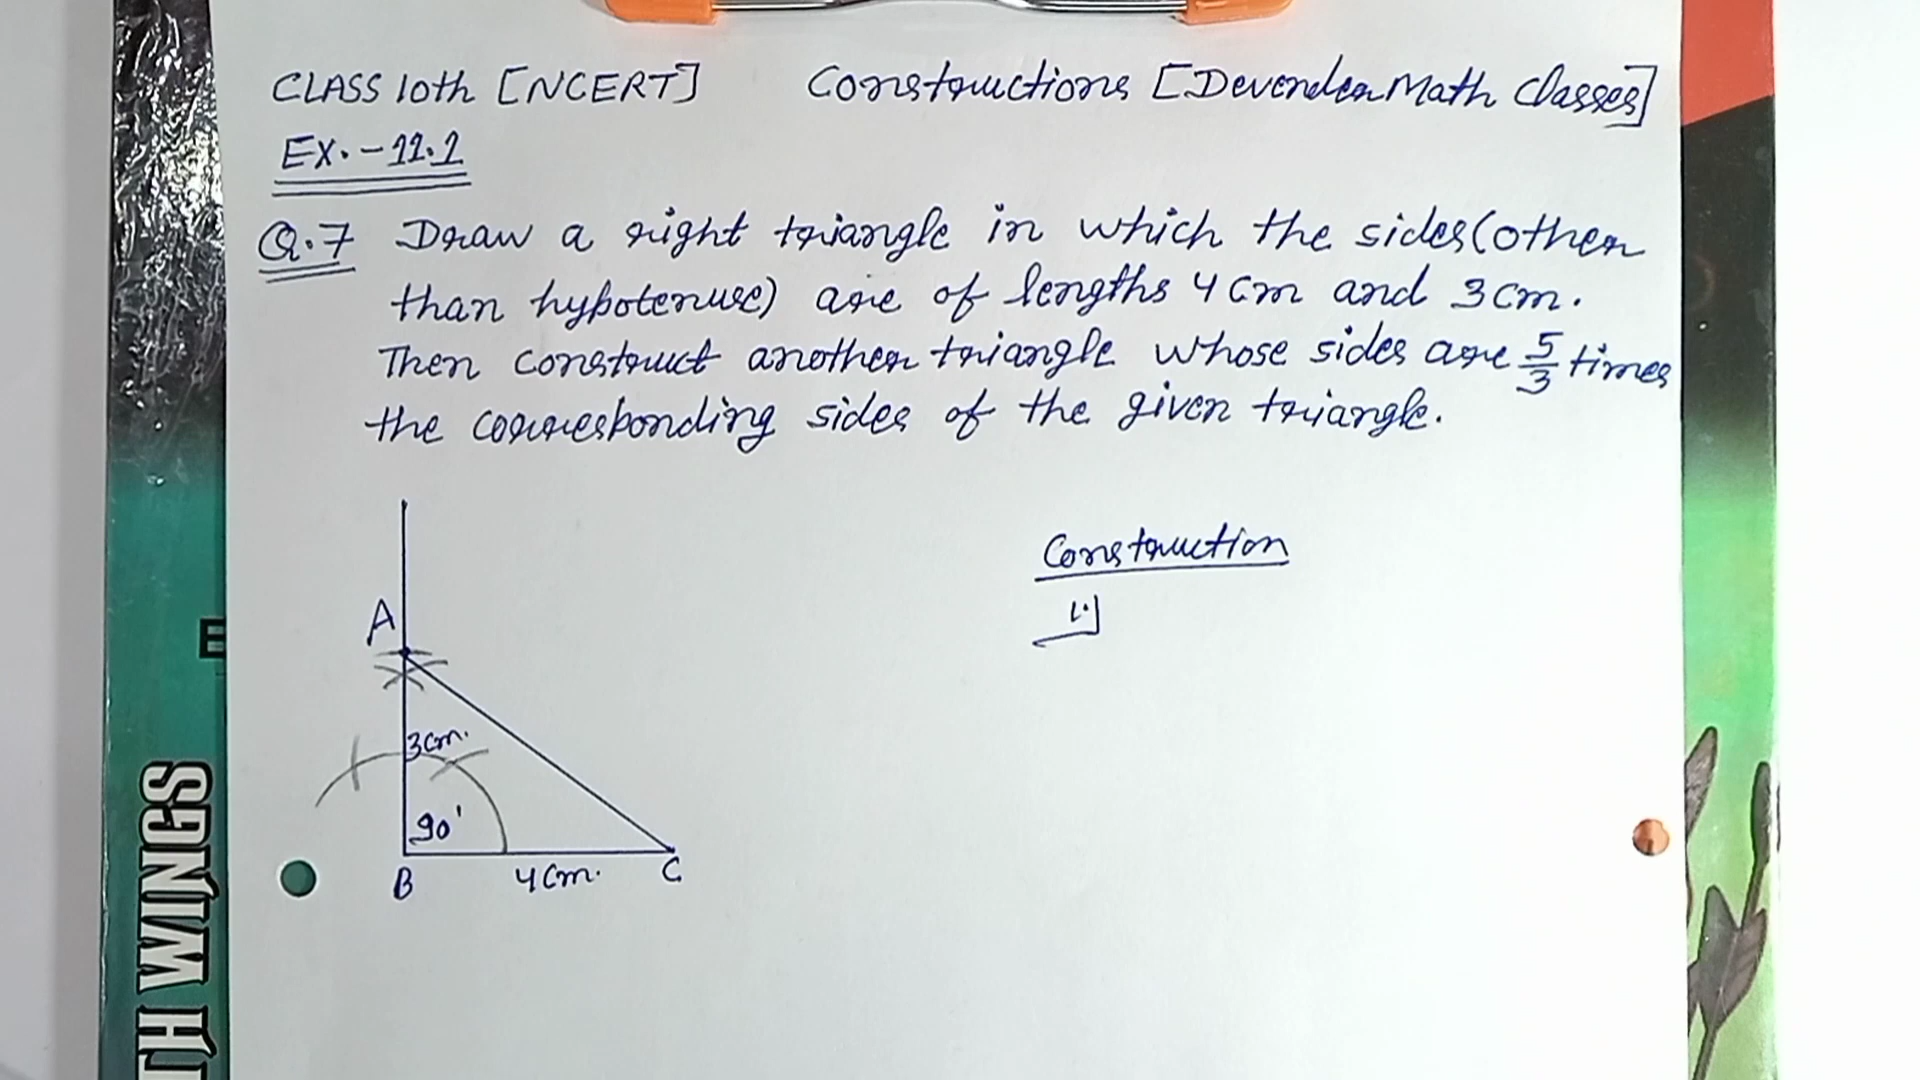 CLASS 10th [NCERT] Constructions [Devender Math Classes]
EX.-11.1
Q.7 Draw a right triangle in which the sides (other
than hypotenuse) are of lengths 4 cm and 3 cm.
Then construct another triangle whose sides are 5/3 times
the corresponding sides of the given triangle.
Construction
1.]
A
3cm.
90'
B 4cm. C
TH WINGS